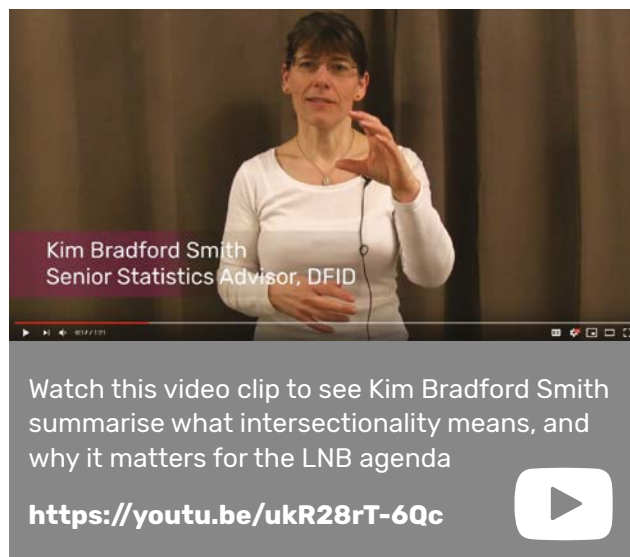 Kim Bradford Smith
Senior Statistics Advisor, DFID
Watch this video clip to see Kim Bradford Smith
summarise what intersectionality means, and
why it matters for the LNB agenda
https://youtu.be/ukR28rT-6Qc